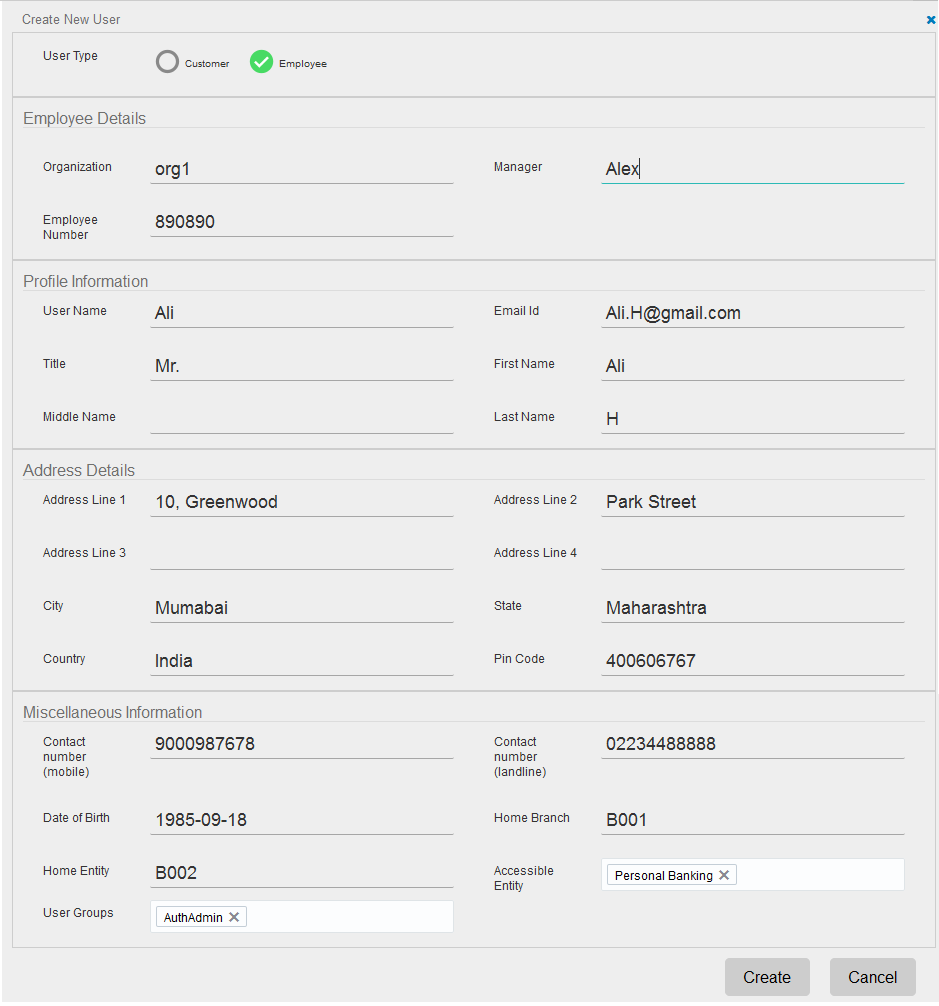 Create New User
User Type Customer Employee
Employee Details
Organization org1 Manager Alex
Employee 890890
Number
Profile Information
User Name Ali Email Id Ali.H@gmail.com
Title Mr. First Name Ali
Middle Name Last Name H
Address Details
Address Line 1 10, Greenwood Address Line 2 Park Street
Address Line 3 Address Line 4
City Mumabai State Maharashtra
Country India Pin Code 400606767
Miscellaneous Information
Contact 9000987678 Contact 02234488888
number number
(mobile) (landline)
Date of Birth 1985-09-18 Home Branch B001
Home Entity B002 Accessible Personal Banking
Entity
User Groups AuthAdmin
Create Cancel